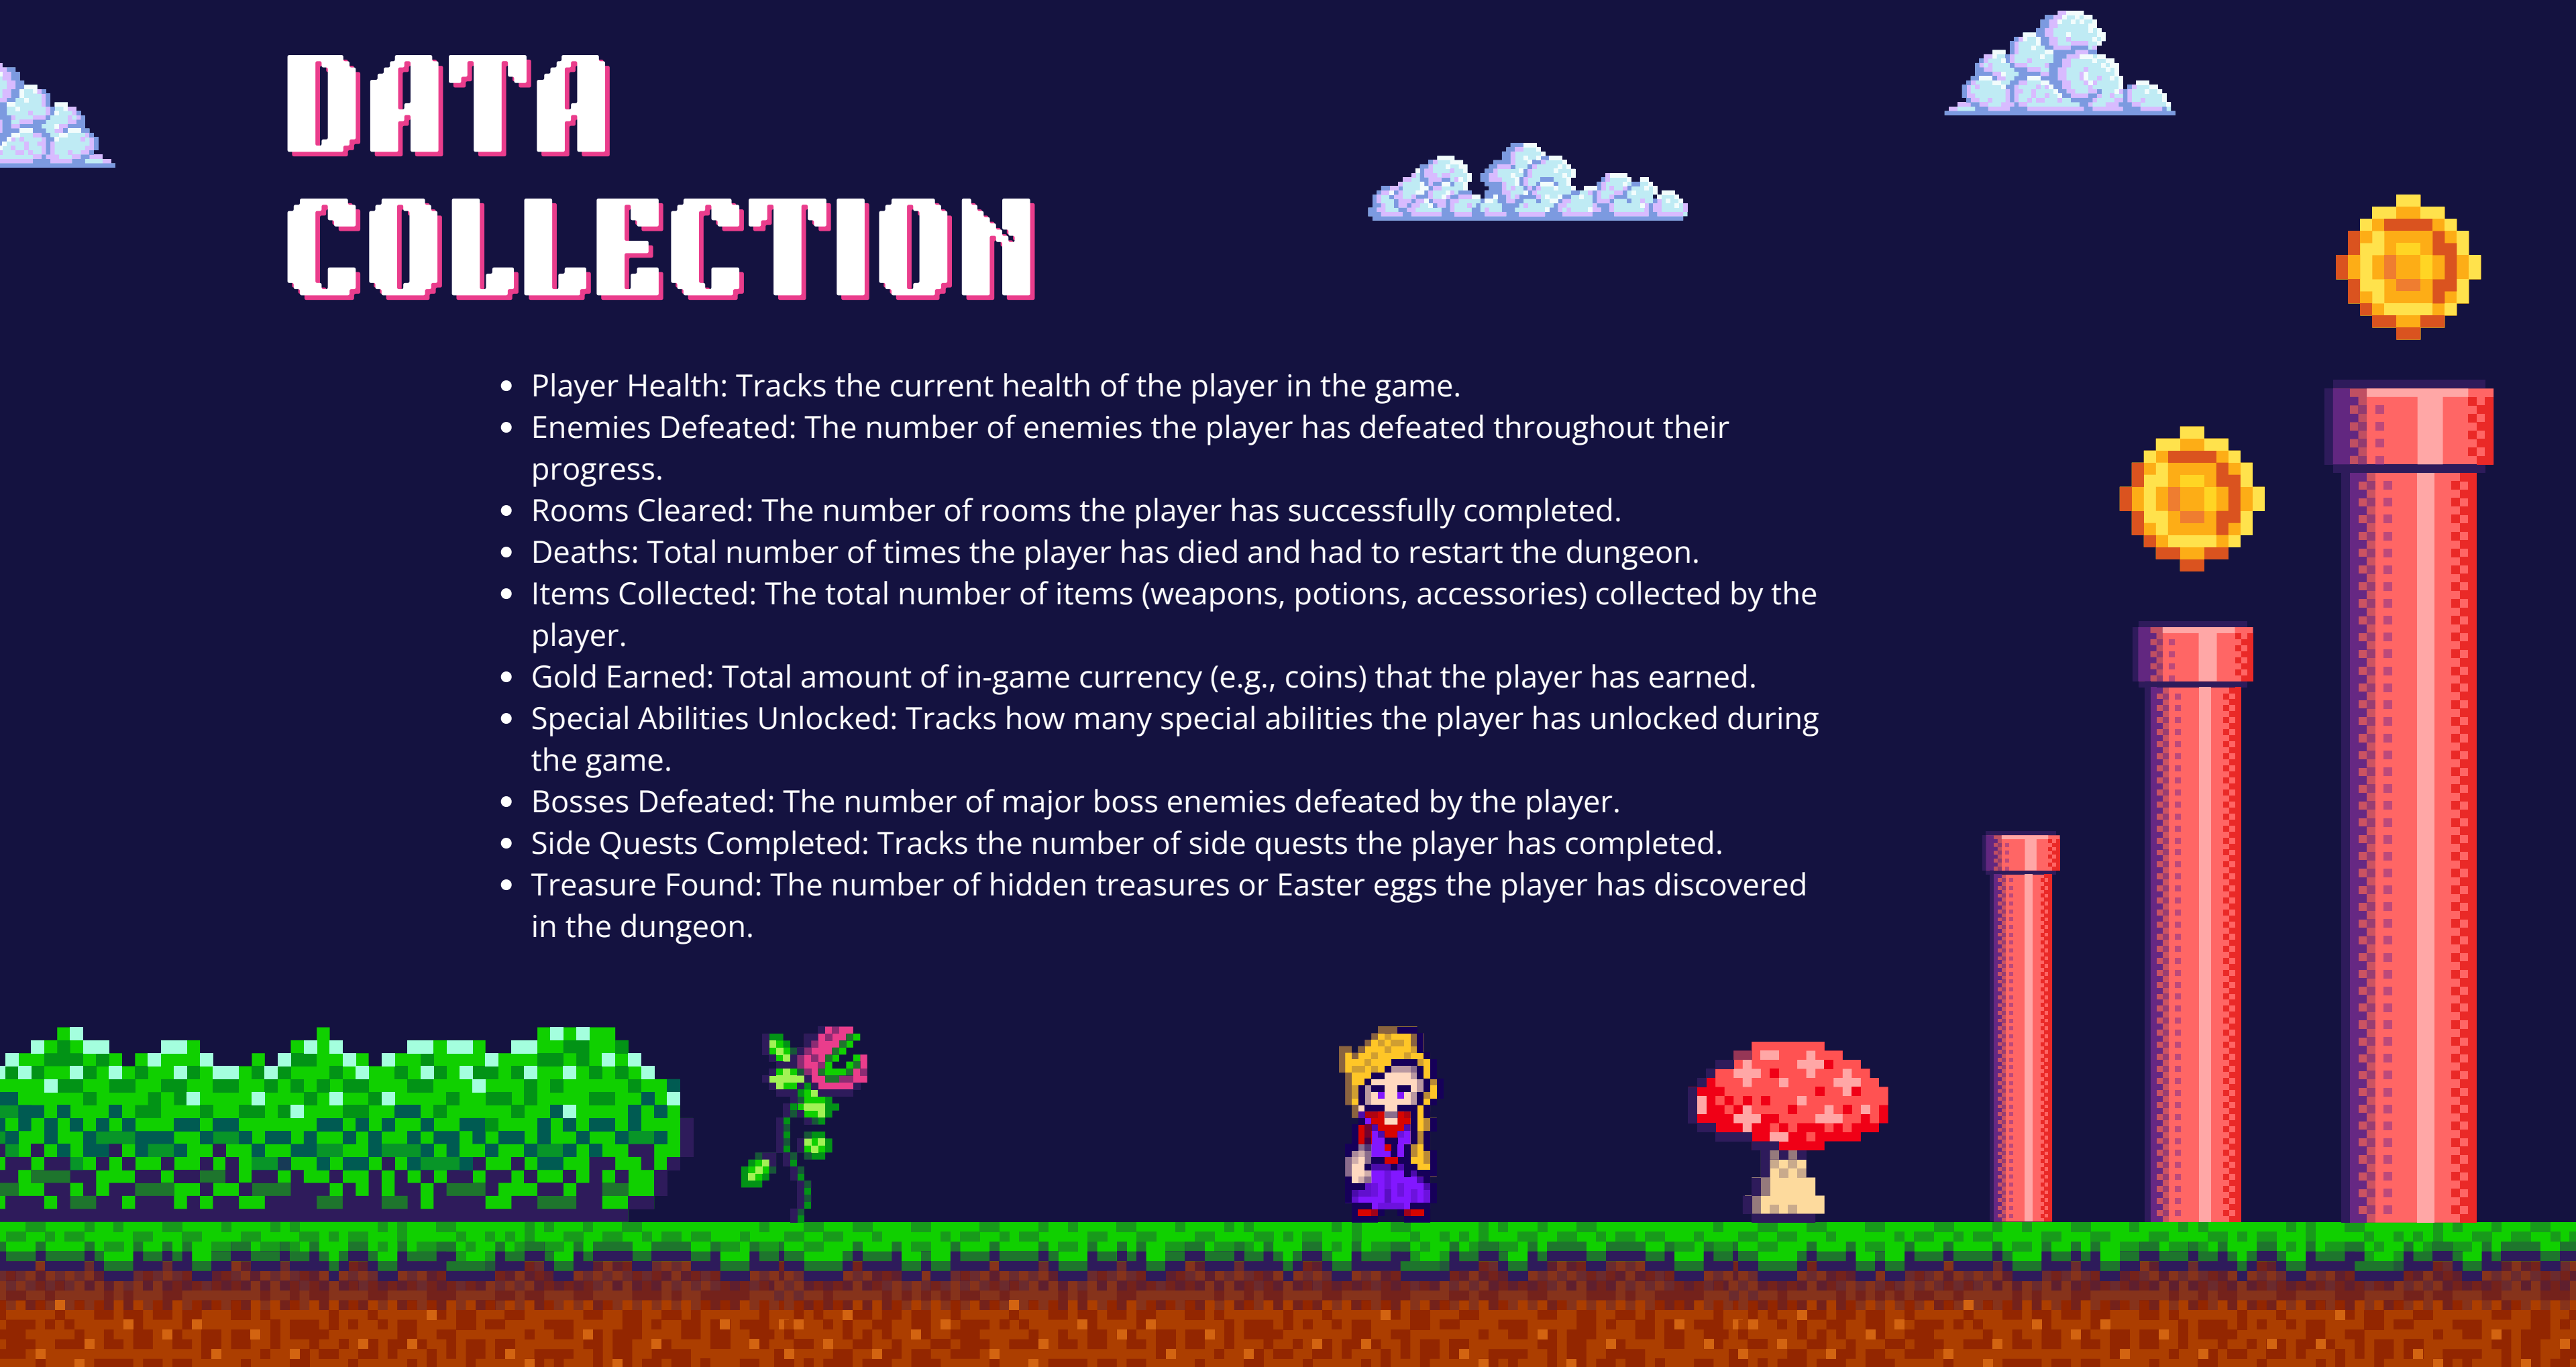 DATA
COLLECTION
• Player Health: Tracks the current health of the player in the game.
• Enemies Defeated: The number of enemies the player has defeated throughout their
progress.
• Rooms Cleared: The number of rooms the player has successfully completed.
• Deaths: Total number of times the player has died and had to restart the dungeon.
• Items Collected: The total number of items (weapons, potions, accessories) collected by the
player.
• Gold Earned: Total amount of in-game currency (e.g., coins) that the player has earned.
• Special Abilities Unlocked: Tracks how many special abilities the player has unlocked during
the game.
• Bosses Defeated: The number of major boss enemies defeated by the player.
• Side Quests Completed: Tracks the number of side quests the player has completed.
• Treasure Found: The number of hidden treasures or Easter eggs the player has discovered
in the dungeon.